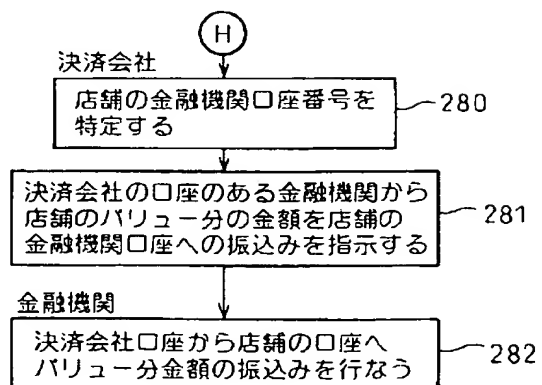 H
決済会社
店舗の金融機関口座番号を
特定する
280
決済会社の口座のある金融機関から
店舗のバリュー分の金額を店舗の
金融機関口座への振込みを指示する
281
金融機関
決済会社口座から店舗の口座へ
バリュー分金額の振込みを行なう
282